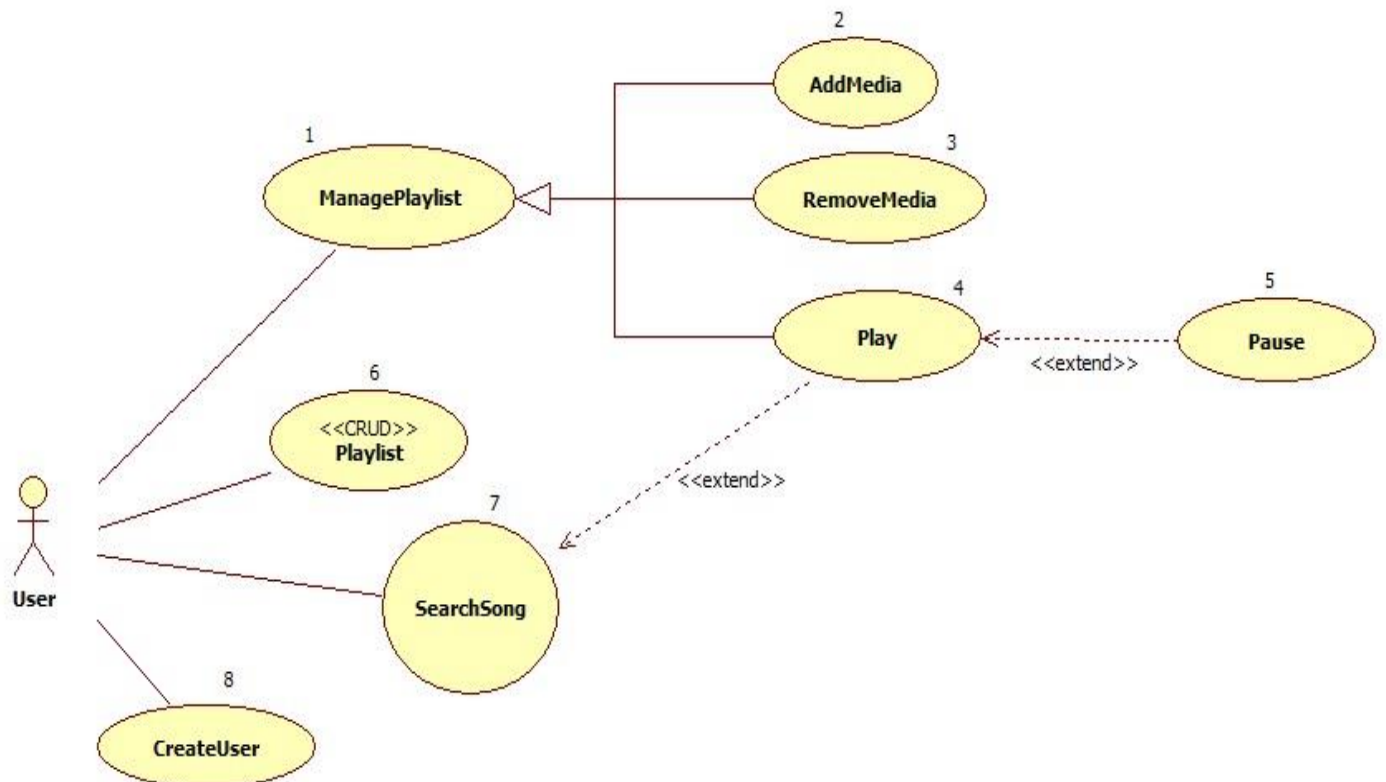 2
AddMedia
1
ManagePlaylist
3
RemoveMedia
4
Play
5
Pause
<<extend>>
6
<<CRUD>>
Playlist
<<extend>>
7
SearchSong
User
8
CreateUser